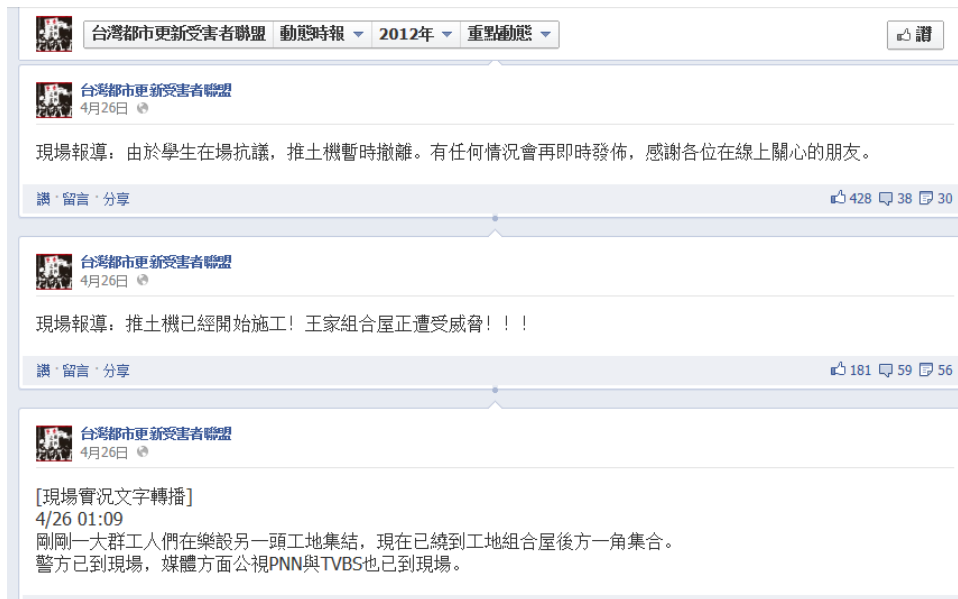 台灣都市更新受害者聯盟 動態時報 2012年 重點動態 讚
台灣都市更新受害者聯盟
4月26日
現場報導：由於學生在場抗議，推土機暫時撤離。有任何情況會再即時發佈，感謝各位在線上關心的朋友。
讚 · 留言 · 分享 428 38 30
台灣都市更新受害者聯盟
4月26日
現場報導：推土機已經開始施工！王家組合屋正遭受威脅！！！
讚 · 留言 · 分享 181 59 56
台灣都市更新受害者聯盟
4月26日
[現場實況文字轉播]
4/26 01:09
剛剛一大群工人們在樂設另一頭工地集結，現在已繞到工地組合屋後方一角集合。
警方已到現場，媒體方面公視PNN與TVBS也已到現場。